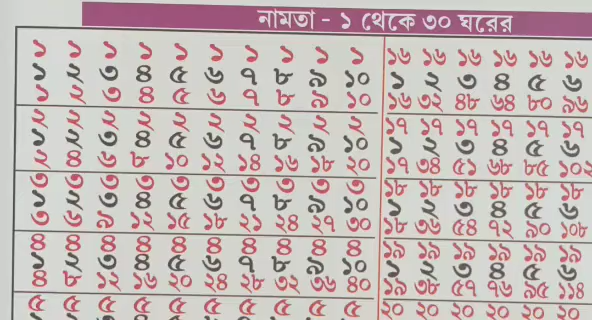 নামতা - ১ থেকে ৩০ ঘরের
১ ১ ১ ১ ১ ১ ১ ১ ১ ১ ১৬ ১৬ ১৬ ১৬ ১৬ ১৬
১ ২ ৩ ৪ ৫ ৬ ৭ ৮ ৯ ১০ ১ ২ ৩ ৪ ৫ ৬
১ ২ ৩ ৪ ৫ ৬ ৭ ৮ ৯ ১০ ১৬ ৩২ ৪৮ ৬৪ ৮০ ৯৬
২ ২ ২ ২ ২ ২ ২ ২ ২ ২ ১৭ ১৭ ১৭ ১৭ ১৭ ১৭
১ ২ ৩ ৪ ৫ ৬ ৭ ৮ ৯ ১০ ১ ২ ৩ ৪ ৫ ৬
২ ৪ ৬ ৮ ১০ ১২ ১৪ ১৬ ১৮ ২০ ১৭ ৩৪ ৫১ ৬৮ ৮৫ ১০২
৩ ৩ ৩ ৩ ৩ ৩ ৩ ৩ ৩ ৩ ১৮ ১৮ ১৮ ১৮ ১৮ ১৮
১ ২ ৩ ৪ ৫ ৬ ৭ ৮ ৯ ১০ ১ ২ ৩ ৪ ৫ ৬
৩ ৬ ৯ ১২ ১৫ ১৮ ২১ ২৪ ২৭ ৩০ ১৮ ৩৬ ৫৪ ৭২ ৯০ ১০৮
৪ ৪ ৪ ৪ ৪ ৪ ৪ ৪ ৪ ৪ ১৯ ১৯ ১৯ ১৯ ১৯ ১৯
১ ২ ৩ ৪ ৫ ৬ ৭ ৮ ৯ ১০ ১ ২ ৩ ৪ ৫ ৬
৪ ৮ ১২ ১৬ ২০ ২৪ ২৮ ৩২ ৩৬ ৪০ ১৯ ৩৮ ৫৭ ৭৬ ৯৫ ১১৪
৫ ৫ ৫ ৫ ৫ ৫ ৫ ৫ ৫ ৫ ২০ ২০ ২০ ২০ ২০ ২০